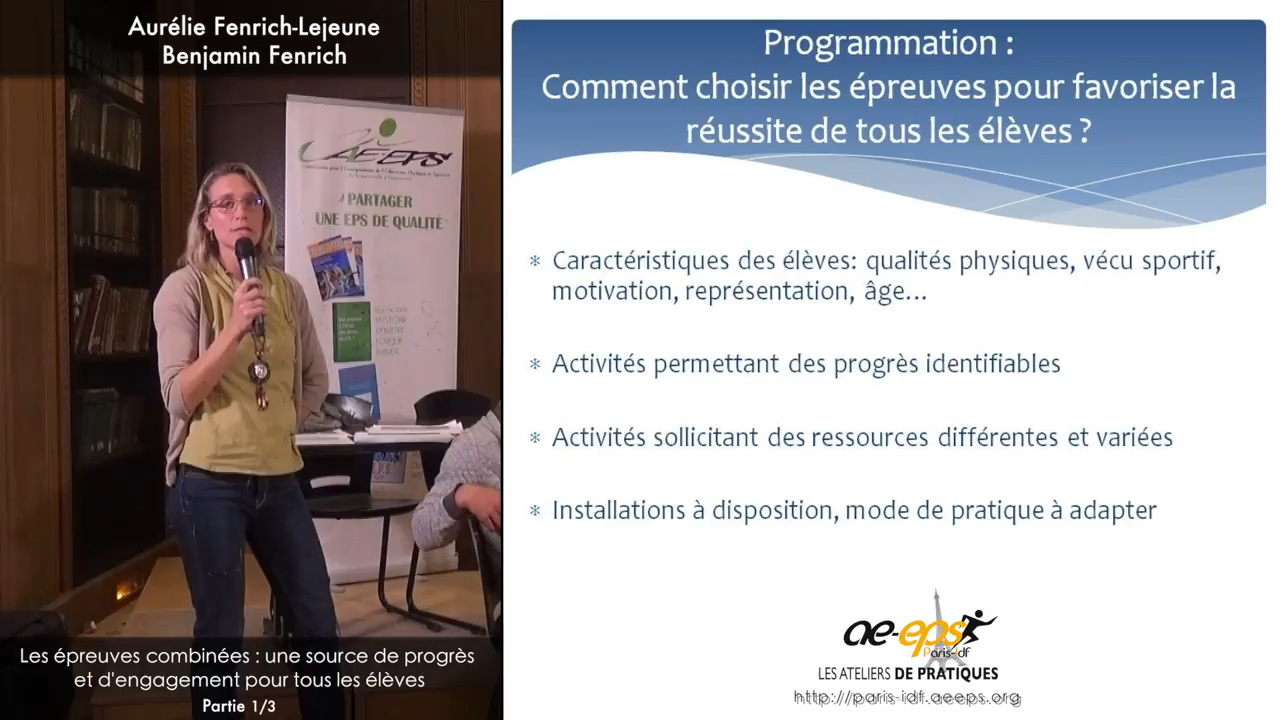 Aurélie Fenrich-Lejeune
Benjamin Fenrich
AEEPS
PARTAGER
UNE EPS DE QUALITÉ
Les épreuves combinées : une source de progrès
et d'engagement pour tous les élèves
Partie 1/3
Programmation :
Comment choisir les épreuves pour favoriser la
réussite de tous les élèves ?
* Caractéristiques des élèves: qualités physiques, vécu sportif,
motivation, représentation, âge...
* Activités permettant des progrès identifiables
* Activités sollicitant des ressources différentes et variées
* Installations à disposition, mode de pratique à adapter
ae-eps
Paris-idf
LES ATELIERS DE PRATIQUES
http://paris-idf.aeeps.org